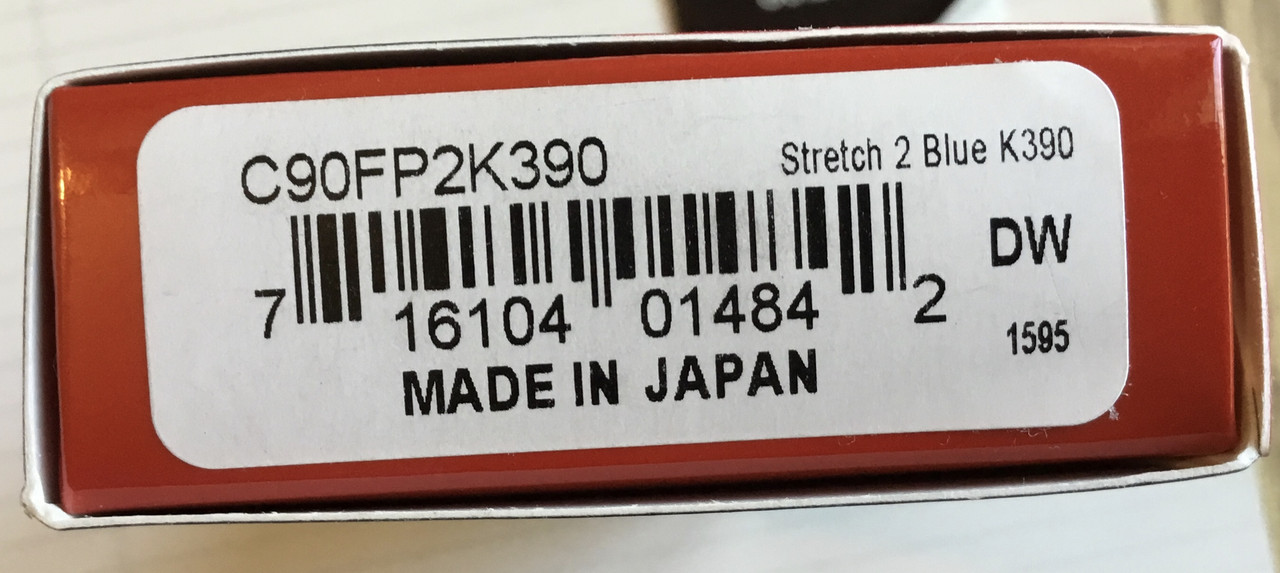 C90FP2K390
Stretch 2 Blue K390
DW
7 16104 01484 2
1595
MADE IN JAPAN